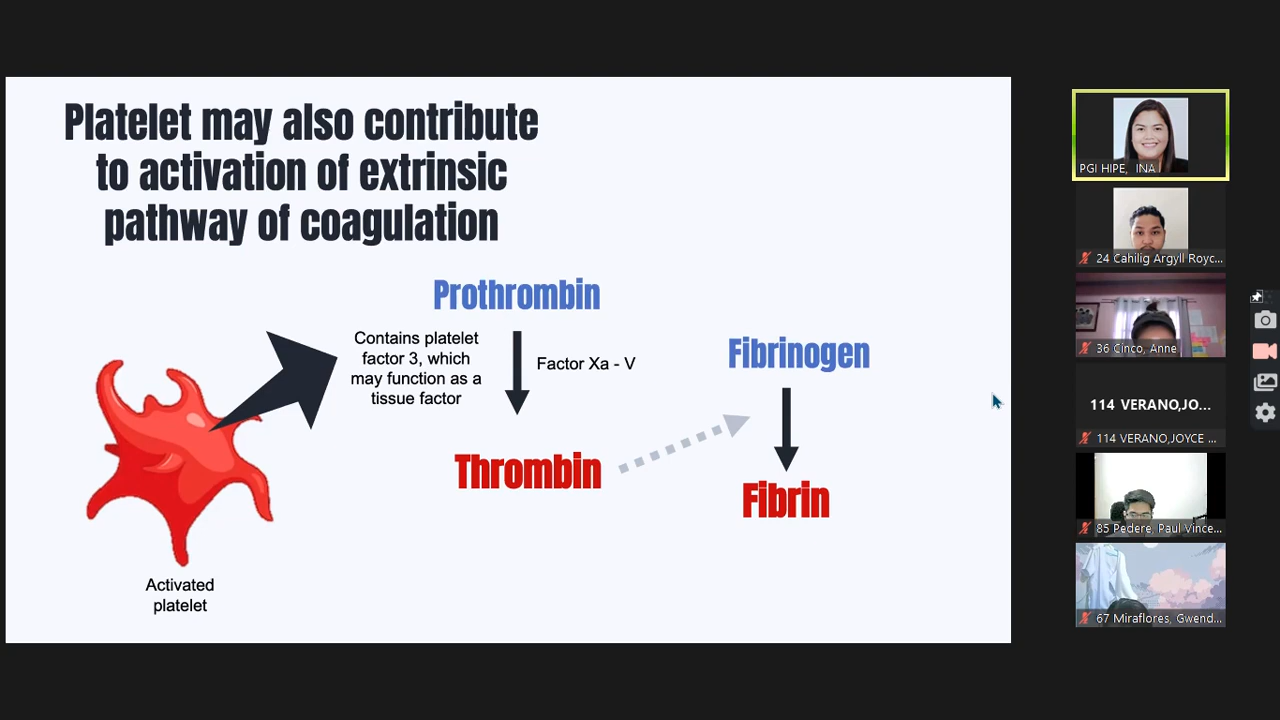 Platelet may also contribute
to activation of extrinsic
pathway of coagulation
Prothrombin
Contains platelet
factor 3, which
may function as a
tissue factor
Factor Xa - V
Fibrinogen
Thrombin
Fibrin
Activated
platelet
PGI HIPE, INA
24 Cahilig Argyll Royc...
36 Cinco, Anne
114 VERANO,JO...
114 VERANO,JOYCE ...
85 Pedere, Paul Vince...
67 Miraflores, Gwend...